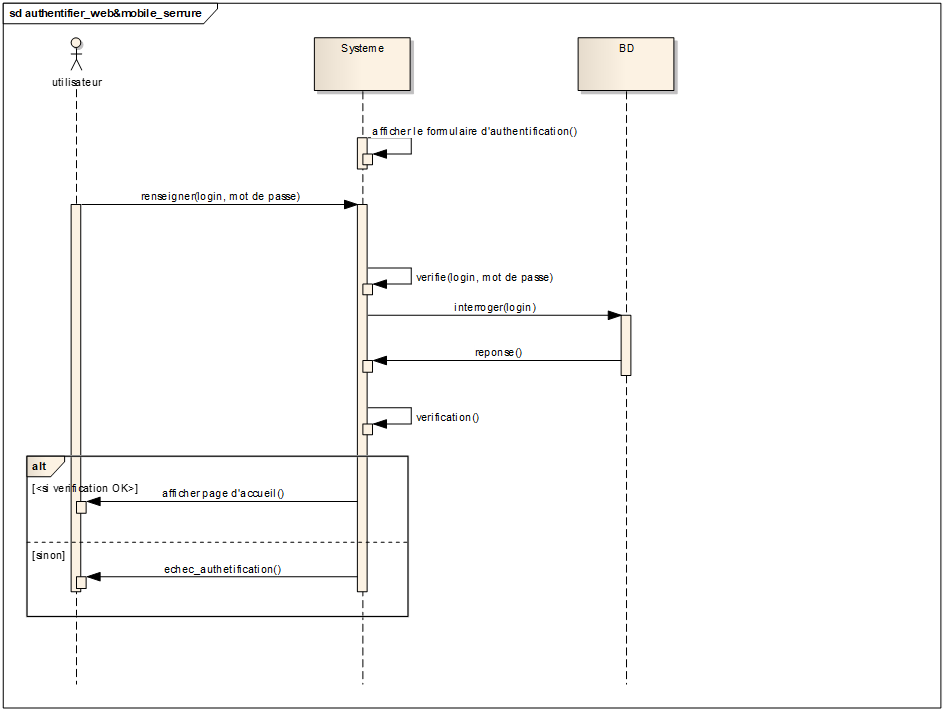 sd authentifier_web&mobile_serrure
utilisateur
Systeme
BD
afficher le formulaire d'authentification()
renseigner(login, mot de passe)
verifie(login, mot de passe)
interroger(login)
reponse()
verification()
alt
[<si verification OK>]
afficher page d'accueil()
[sinon]
echec_authetification()